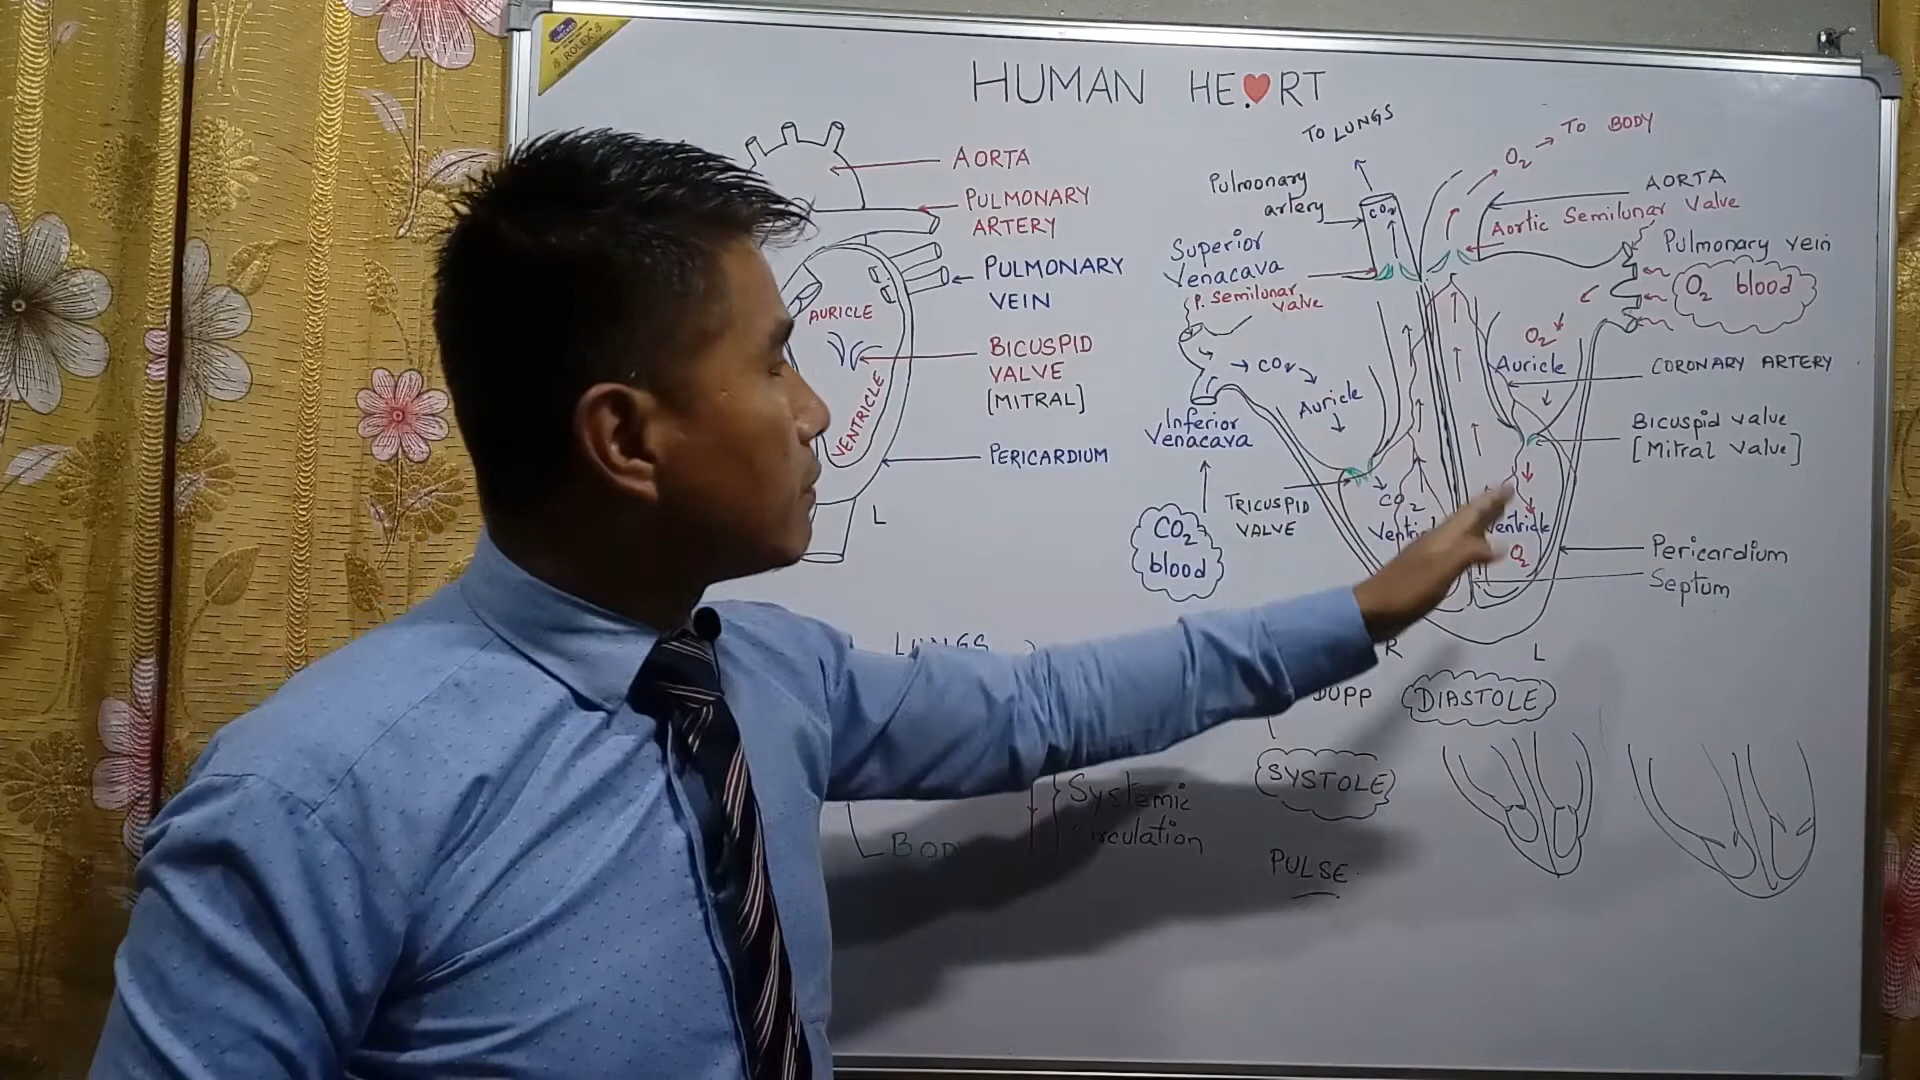 ROLEX
HUMAN HE RT
AORTA
PULMONARY
ARTERY
PULMONARY
VEIN
AURICLE
BICUSPID
VALVE
[MITRAL]
VENTRICLE
PERICARDIUM
L
TO LUNGS
O2 → TO BODY
Pulmonary
artery
CO2
AORTA
Aortic Semilunar Valve
Superior
Venacava
P. Semilunar
valve
Pulmonary vein
O2 blood
O2
Auricle
→ CO2
Auricle
CORONARY ARTERY
Inferior
Venacava
Bicuspid valve
[Mitral Valve]
TRICUSPID
VALVE
CO2
Ventricle
O2
CO2
blood
Pericardium
Septum
R
L
LUNGS
DUPP
DIASTOLE
SYSTOLE
Systemic
BODY
PULSE